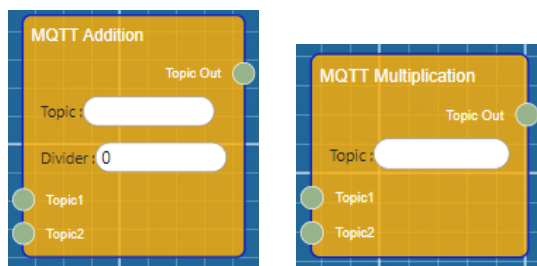 MQTT Addition
Topic Out
Topic :
Divider : 0
Topic1
Topic2
MQTT Multiplication
Topic Out
Topic :
Topic1
Topic2